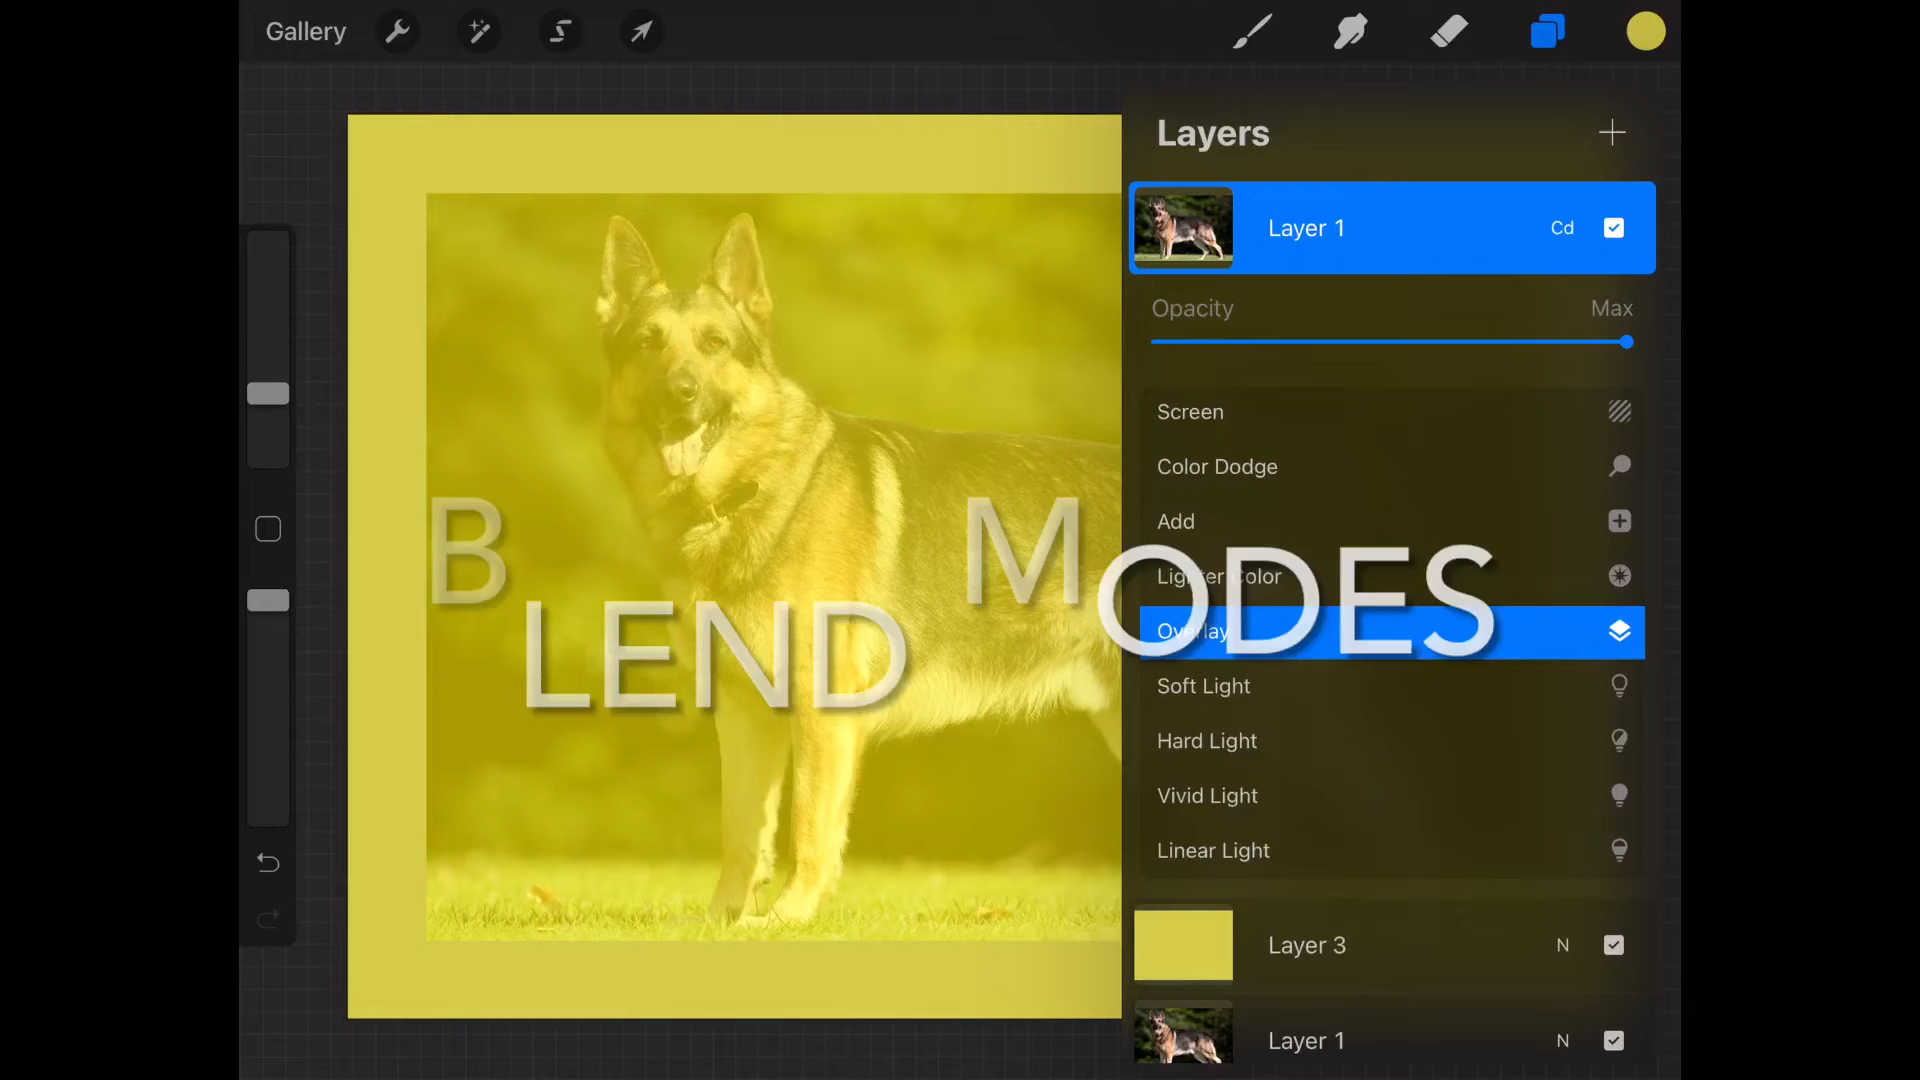 Gallery
Layers
Layer 1 Cd
Opacity Max
Screen
Color Dodge
Add
Lighter Color
Overlay
Soft Light
Hard Light
Vivid Light
Linear Light
BLEND MODES
Layer 3 N
Layer 1 N